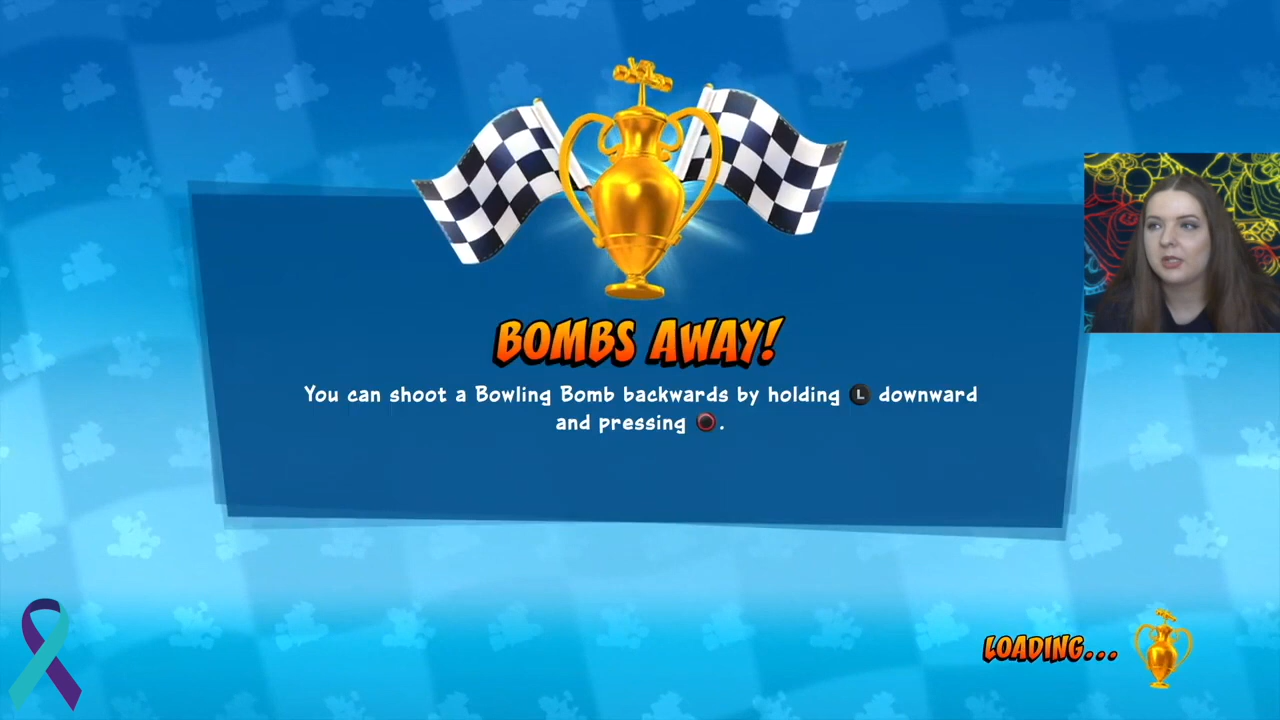 BOMBS AWAY!
You can shoot a Bowling Bomb backwards by holding L downward
and pressing .
LOADING...